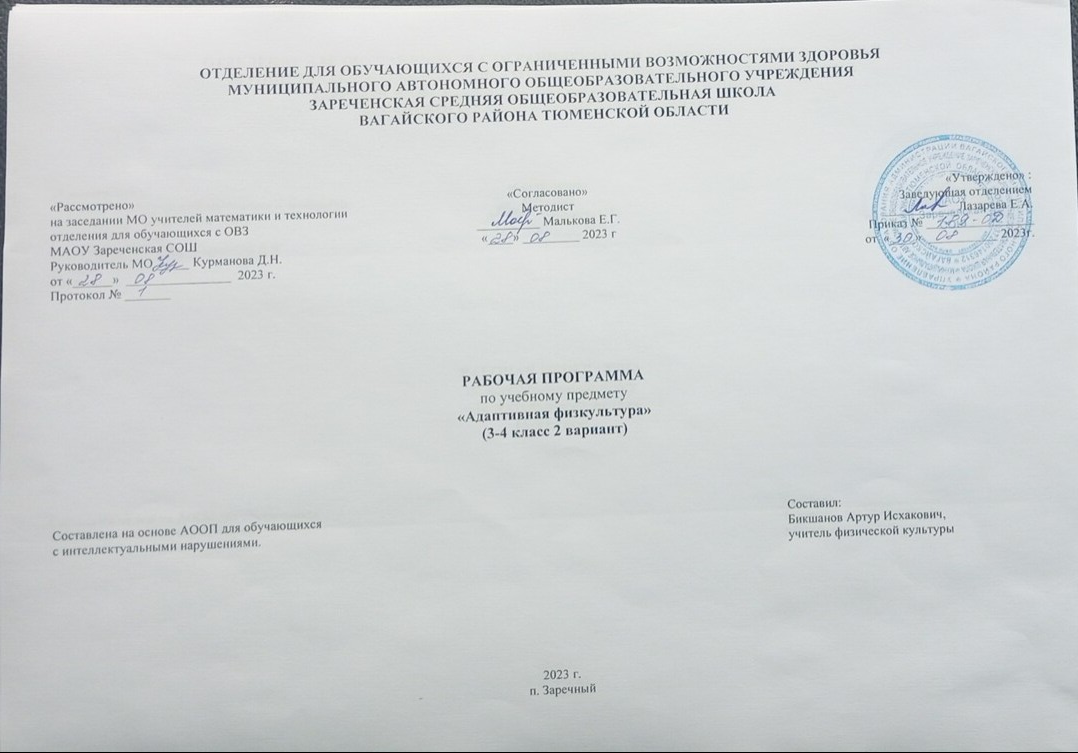 ОТДЕЛЕНИЕ ДЛЯ ОБУЧАЮЩИХСЯ С ОГРАНИЧЕННЫМИ ВОЗМОЖНОСТЯМИ ЗДОРОВЬЯ
МУНИЦИПАЛЬНОГО АВТОНОМНОГО ОБЩЕОБРАЗОВАТЕЛЬНОГО УЧРЕЖДЕНИЯ
ЗАРЕЧЕНСКАЯ СРЕДНЯЯ ОБЩЕОБРАЗОВАТЕЛЬНАЯ ШКОЛА
ВАГАЙСКОГО РАЙОНА ТЮМЕНСКОЙ ОБЛАСТИ
«Рассмотрено»
на заседании МО учителей математики и технологии
отделения для обучающихся с ОВЗ
МАОУ Зареченская СОШ
Руководитель МО Курманова Д.Н.
от « 28 » 08 2023 г.
Протокол № 1
«Согласовано»
Методист
Малькова Е.Г.
« 28 » 08 2023 г
«Утверждено» :
Заведующая отделением
Лазарева Е.А.
Приказ №
от « 30 » 08 2023г.
РАБОЧАЯ ПРОГРАММА
по учебному предмету
«Адаптивная физкультура»
(3-4 класс 2 вариант)
Составлена на основе АООП для обучающихся
с интеллектуальными нарушениями.
Составил:
Бикшанов Артур Исхакович,
учитель физической культуры
2023 г.
п. Заречный